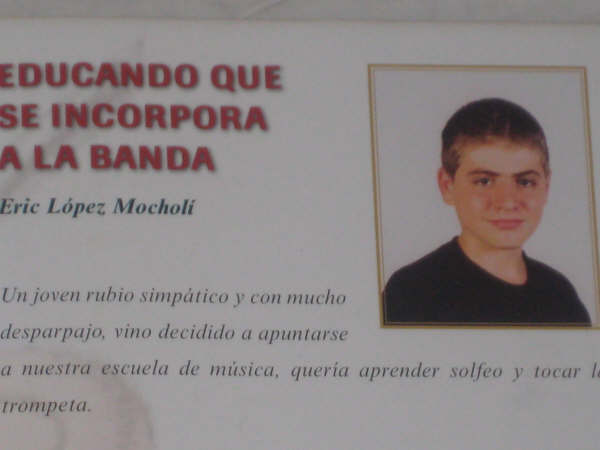 EDUCANDO QUE
SE INCORPORA
A LA BANDA
Eric López Mocholí
Un joven rubio simpático y con mucho
desparpajo, vino decidido a apuntarse
a nuestra escuela de música, quería aprender solfeo y tocar la
trompeta.